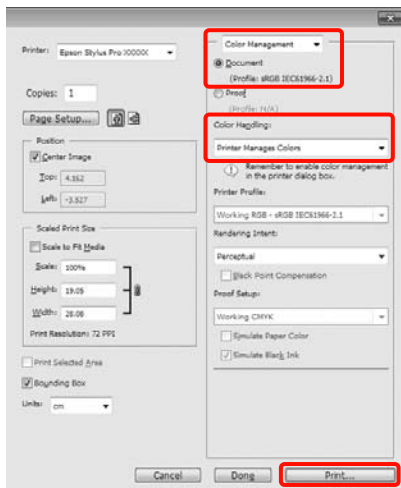 Printer: Epson Stylus Pro XXXXX
Copies: 1
Page Setup...
Position
Center Image
Top: 4.162
Left: -3.527
Scaled Print Size
Scale to Fit Media
Scale: 100%
Height: 19.05
Width: 28.08
Print Resolution: 72 PPI
Print Selected Area
Bounding Box
Units: cm
Color Management
Document
(Profile: sRGB IEC61966-2.1)
Proof
(Profile: N/A)
Color Handling:
Printer Manages Colors
Remember to enable color management
in the printer dialog box.
Printer Profile:
Working RGB - sRGB IEC61966-2.1
Rendering Intent:
Perceptual
Black Point Compensation
Proof Setup:
Working CMYK
Simulate Paper Color
Simulate Black Ink
Cancel
Done
Print...